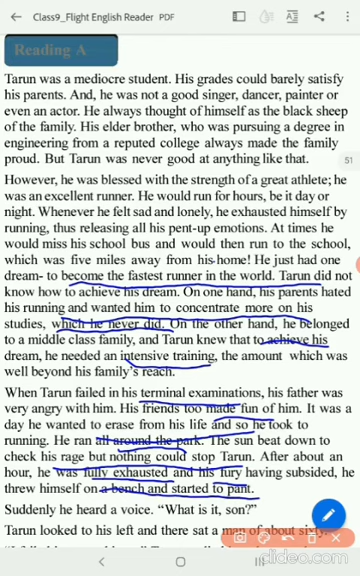 Class9_Flight English Reader PDF
Reading A
Tarun was a mediocre student. His grades could barely satisfy
his parents. And, he was not a good singer, dancer, painter or
even an actor. He always thought of himself as the black sheep
of the family. His elder brother, who was pursuing a degree in
engineering from a reputed college always made the family
proud. But Tarun was never good at anything like that.
51
However, he was blessed with the strength of a great athlete; he
was an excellent runner. He would run for hours, be it day or
night. Whenever he felt sad and lonely, he exhausted himself by
running, thus releasing all his pent-up emotions. At times he
would miss his school bus and would then run to the school,
which was five miles away from his home! He just had one
dream- to become the fastest runner in the world. Tarun did not
know how to achieve his dream. On one hand, his parents hated
his running and wanted him to concentrate more on his
studies, which he never did. On the other hand, he belonged
to a middle class family, and Tarun knew that to achieve his
dream, he needed an intensive training, the amount which was
well beyond his family's reach.
When Tarun failed in his terminal examinations, his father was
very angry with him. His friends too made fun of him. It was a
day he wanted to erase from his life and so he took to
running. He ran all around the park. The sun beat down to
check his rage but nothing could stop Tarun. After about an
hour, he was fully exhausted and his fury having subsided, he
threw himself on a bench and started to pant.
Suddenly he heard a voice. "What is it, son?"
Tarun looked to his left and there sat a man of about sixty.
clideo.com